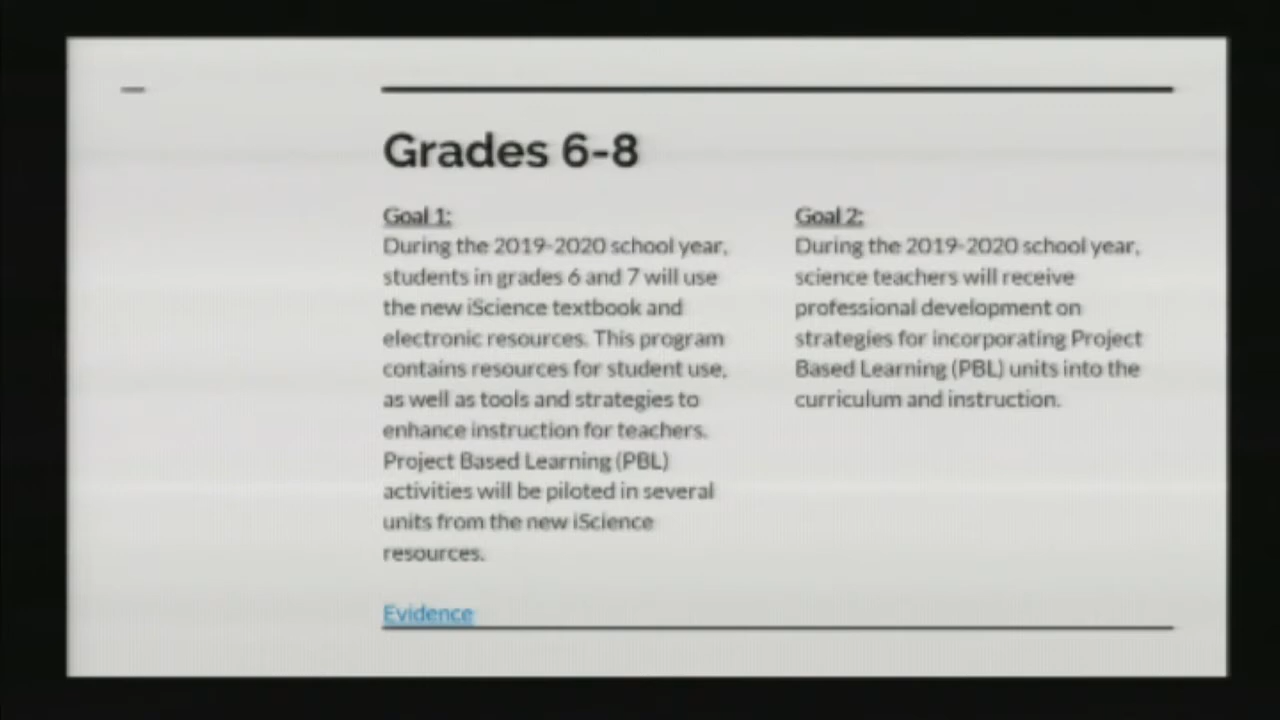 Grades 6-8
Goal 1:
During the 2019-2020 school year,
students in grades 6 and 7 will use
the new iScience textbook and
electronic resources. This program
contains resources for student use,
as well as tools and strategies to
enhance instruction for teachers.
Project Based Learning (PBL)
activities will be piloted in several
units from the new iScience
resources.
Evidence
Goal 2:
During the 2019-2020 school year,
science teachers will receive
professional development on
strategies for incorporating Project
Based Learning (PBL) units into the
curriculum and instruction.